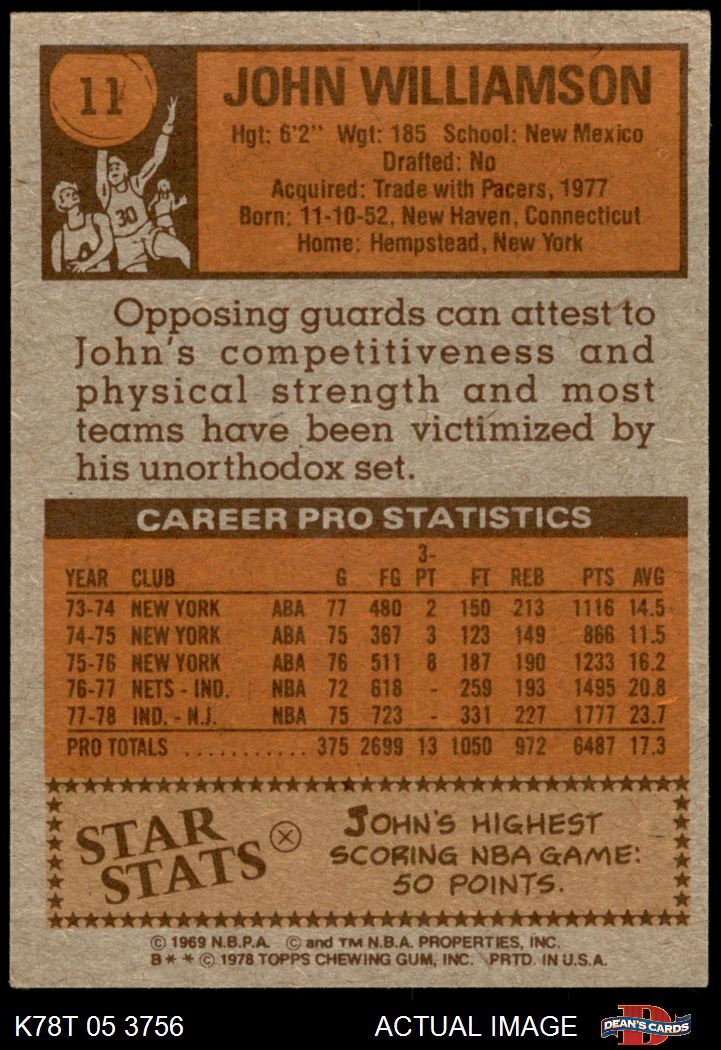 11
JOHN WILLIAMSON
Hgt: 6'2" Wgt: 185 School: New Mexico
Drafted: No
Acquired: Trade with Pacers, 1977
Born: 11-10-52, New Haven, Connecticut
Home: Hempstead, New York
30
Opposing guards can attest to
John's competitiveness and
physical strength and most
teams have been victimized by
his unorthodox set.
CAREER PRO STATISTICS
YEAR CLUB G FG 3-PT FT REB PTS AVG
73-74 NEW YORK ABA 77 480 2 150 213 1116 14.5
74-75 NEW YORK ABA 75 367 3 123 149 866 11.5
75-76 NEW YORK ABA 76 511 8 187 190 1233 16.2
76-77 NETS - IND. NBA 72 618 - 259 193 1495 20.8
77-78 IND. - N.J. NBA 75 723 - 331 227 1777 23.7
PRO TOTALS ........... 375 2699 13 1050 972 6487 17.3
STAR
STATS
JOHN'S HIGHEST
SCORING NBA GAME:
50 POINTS.
© 1969 N.B.P.A. © and ™ N.B.A. PROPERTIES, INC.
B* * © 1978 TOPPS CHEWING GUM, INC. PRTD. IN U.S.A.
K78T 05 3756 ACTUAL IMAGE D DEAN'S CARDS